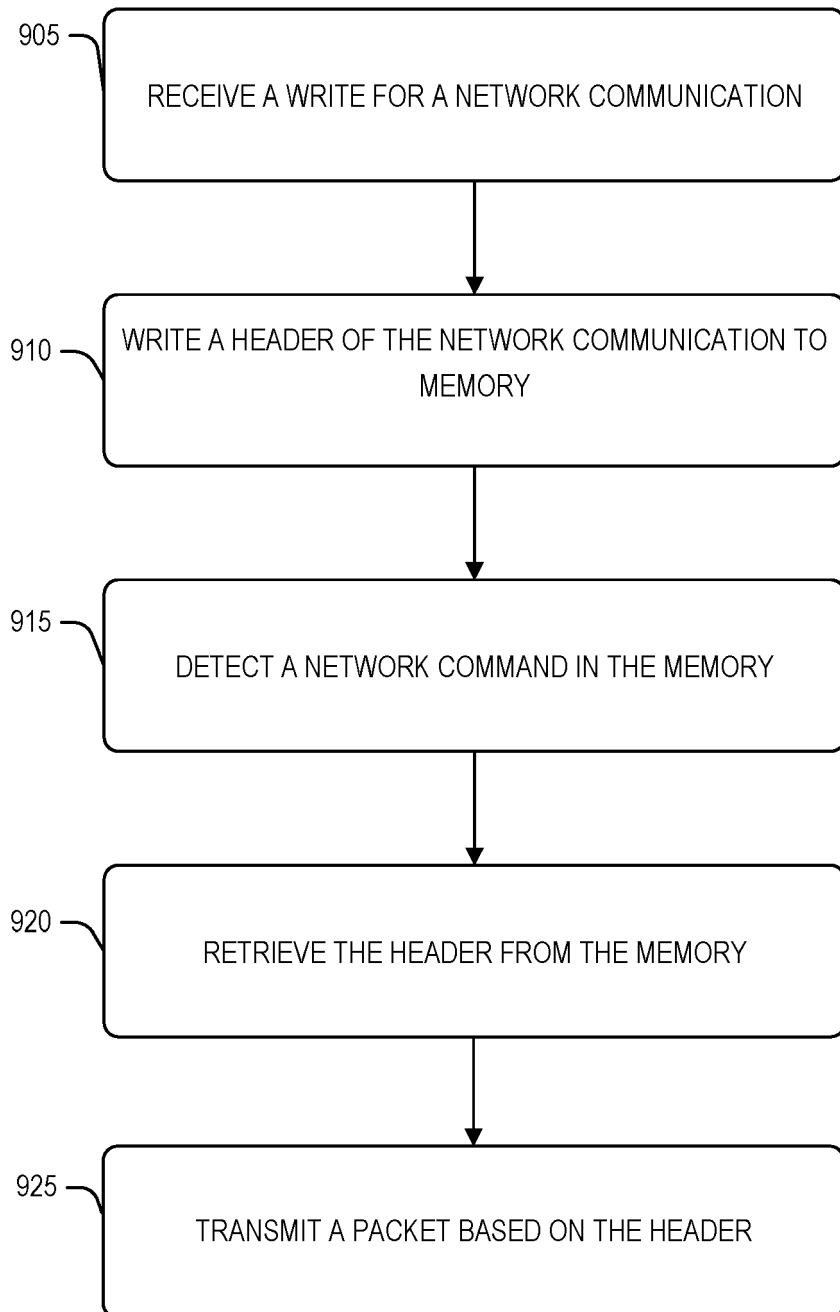 905
RECEIVE A WRITE FOR A NETWORK COMMUNICATION
910
WRITE A HEADER OF THE NETWORK COMMUNICATION TO
MEMORY
915
DETECT A NETWORK COMMAND IN THE MEMORY
920
RETRIEVE THE HEADER FROM THE MEMORY
925
TRANSMIT A PACKET BASED ON THE HEADER